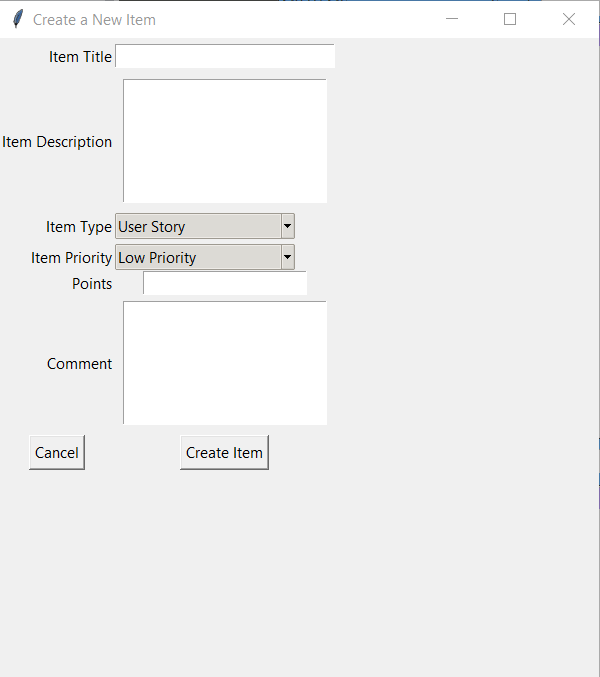 Create a New Item
Item Title
Item Description
Item Type User Story
Item Priority Low Priority
Points
Comment
Cancel Create Item